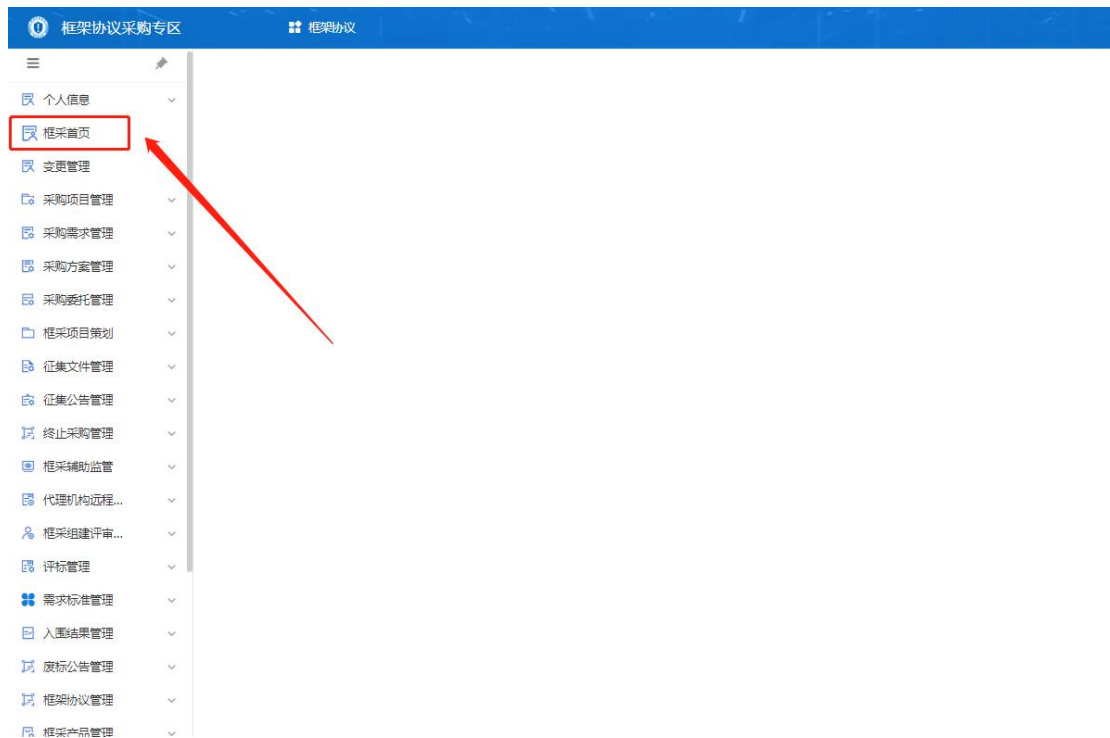 框架协议采购专区
框架协议
个人信息
框采首页
变更管理
采购项目管理
采购需求管理
采购方案管理
采购委托管理
框采项目策划
征集文件管理
征集公告管理
终止采购管理
框采辅助监管
代理机构远程...
框采组建评审...
评标管理
需求标准管理
入围结果管理
废标公告管理
框架协议管理
框采产品管理